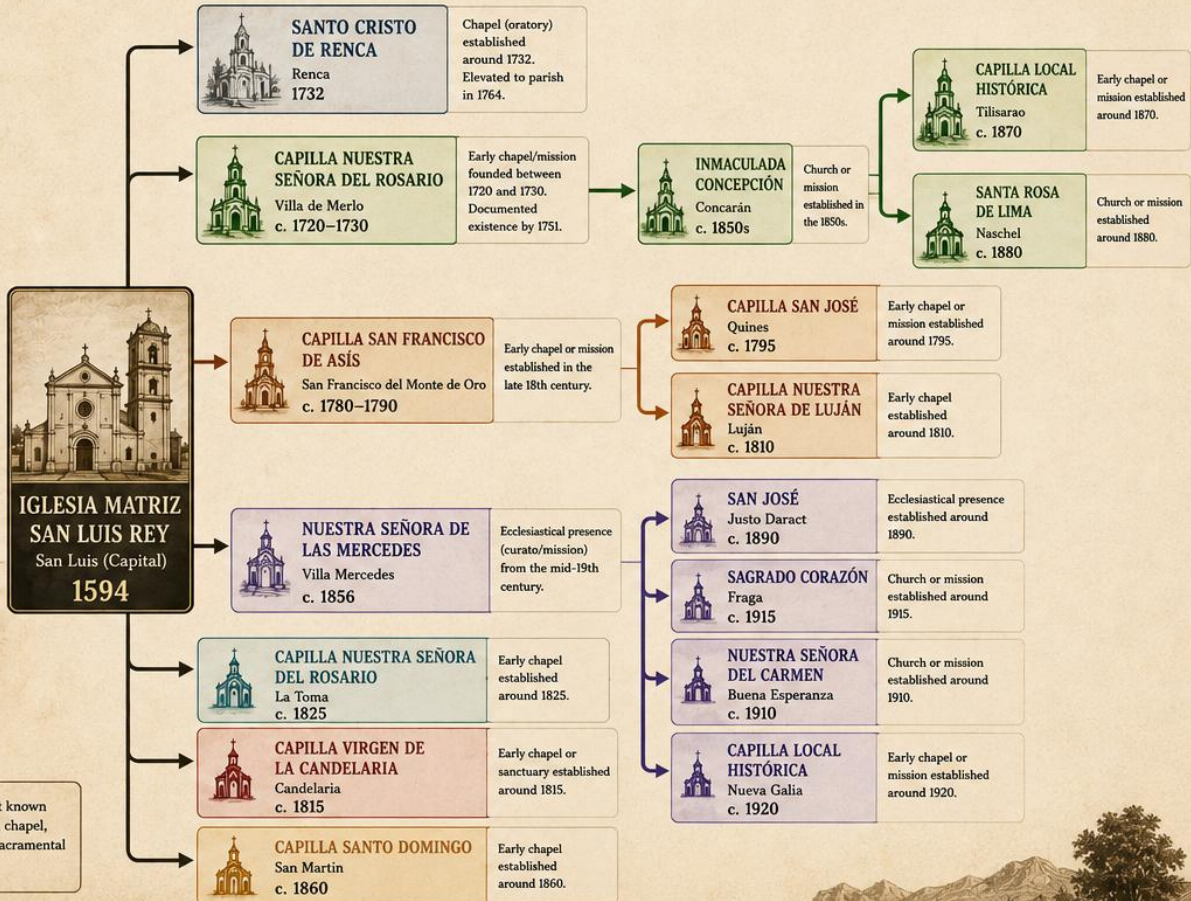 SANTO CRISTO
DE RENCA
Renca
1732
Chapel (oratory)
established
around 1732.
Elevated to parish
in 1764.
CAPILLA NUESTRA
SEÑORA DEL ROSARIO
Villa de Merlo
c. 1720–1730
Early chapel/mission
founded between
1720 and 1730.
Documented
existence by 1751.
INMACULADA
CONCEPCIÓN
Concarán
c. 1850s
Church or
mission
established in
the 1850s.
CAPILLA LOCAL
HISTÓRICA
Tilisarao
c. 1870
Early chapel or
mission established
around 1870.
SANTA ROSA
DE LIMA
Naschel
c. 1880
Church or mission
established
around 1880.
IGLESIA MATRIZ
SAN LUIS REY
San Luis (Capital)
1594
CAPILLA SAN FRANCISCO
DE ASÍS
San Francisco del Monte de Oro
c. 1780–1790
Early chapel or mission
established in the
late 18th century.
CAPILLA SAN JOSÉ
Quines
c. 1795
Early chapel or
mission established
around 1795.
CAPILLA NUESTRA
SEÑORA DE LUJÁN
Luján
c. 1810
Early chapel
established
around 1810.
NUESTRA SEÑORA DE
LAS MERCEDES
Villa Mercedes
c. 1856
Ecclesiastical presence
(curato/mission)
from the mid-19th
century.
SAN JOSÉ
Justo Daract
c. 1890
Ecclesiastical presence
established around
1890.
SAGRADO CORAZÓN
Fraga
c. 1915
Church or mission
established around
1915.
NUESTRA SEÑORA
DEL CARMEN
Buena Esperanza
c. 1910
Church or mission
established around
1910.
CAPILLA LOCAL
HISTÓRICA
Nueva Galia
c. 1920
Early chapel or
mission established
around 1920.
CAPILLA NUESTRA SEÑORA
DEL ROSARIO
La Toma
c. 1825
Early chapel
established
around 1825.
CAPILLA VIRGEN DE
LA CANDELARIA
Candelaria
c. 1815
Early chapel or
sanctuary established
around 1815.
CAPILLA SANTO DOMINGO
San Martin
c. 1860
Early chapel
established
around 1860.
known
chapel,